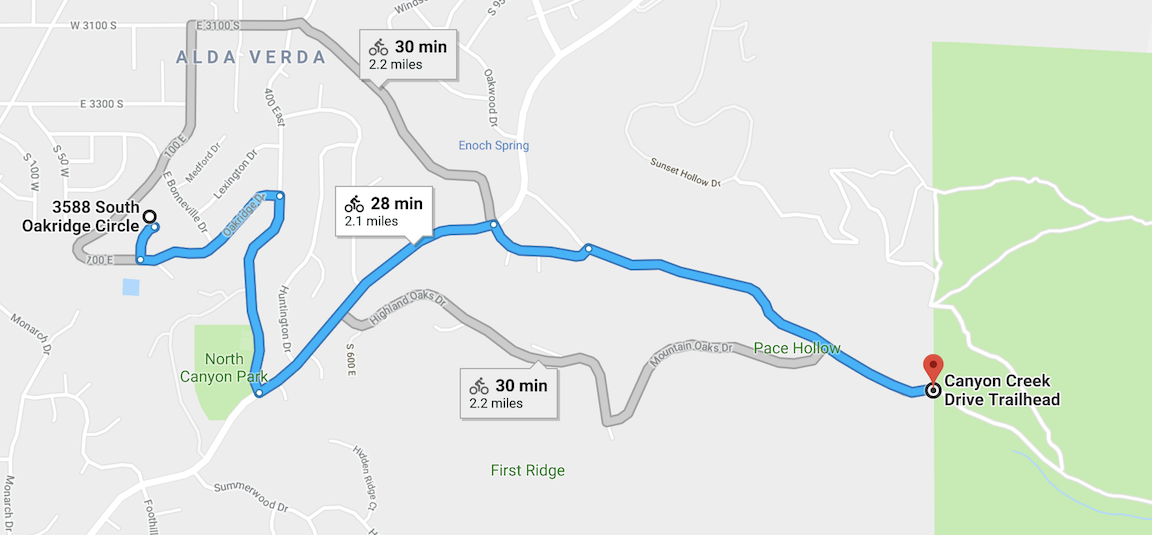 Winds
S 95
W 3100 S
E 3100 S
30 min
2.2 miles
ALDA VERDA
E 3300 S
400 East
Oakwood Dr
100 E
S 50 W
S 100 W
Medford Dr
Lexington Dr
E Bonneville Dr
Enoch Spring
Sunset Hollow Dr
3588 South
Oakridge Circle
Oakridge Dr
28 min
2.1 miles
700 E
Monarch Dr
Huntington Dr
Highland Oaks Dr
S 600 E
North
Canyon Park
Mountain Oaks Dr
Pace Hollow
Canyon Creek
Drive Trailhead
30 min
2.2 miles
First Ridge
Hidden Ridge Ct
Summerwood Dr
Monarch Dr
Foothill
H